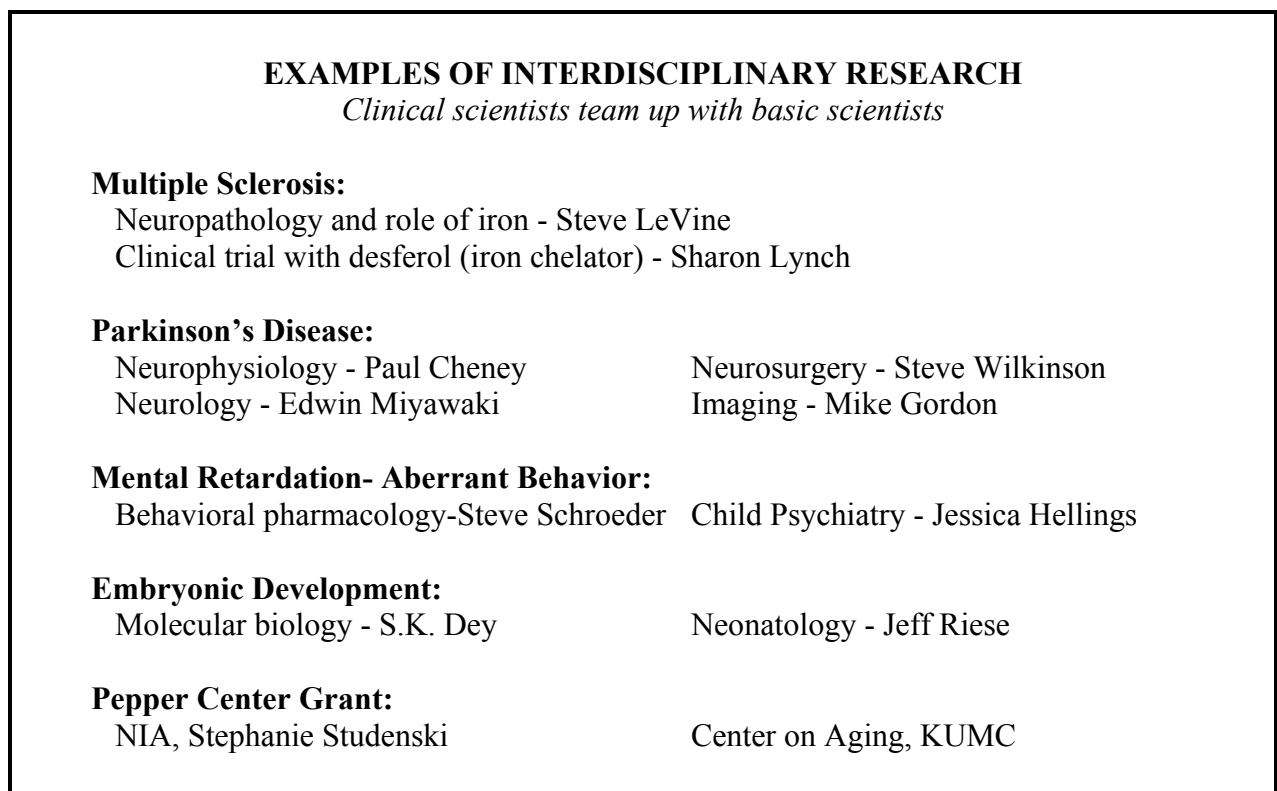 EXAMPLES OF INTERDISCIPLINARY RESEARCH
Clinical scientists team up with basic scientists
Multiple Sclerosis:
Neuropathology and role of iron - Steve LeVine
Clinical trial with desferol (iron chelator) - Sharon Lynch
Parkinson’s Disease:
Neurophysiology - Paul Cheney Neurosurgery - Steve Wilkinson
Neurology - Edwin Miyawaki Imaging - Mike Gordon
Mental Retardation- Aberrant Behavior:
Behavioral pharmacology-Steve Schroeder Child Psychiatry - Jessica Hellings
Embryonic Development:
Molecular biology - S.K. Dey Neonatology - Jeff Riese
Pepper Center Grant:
NIA, Stephanie Studenski Center on Aging, KUMC